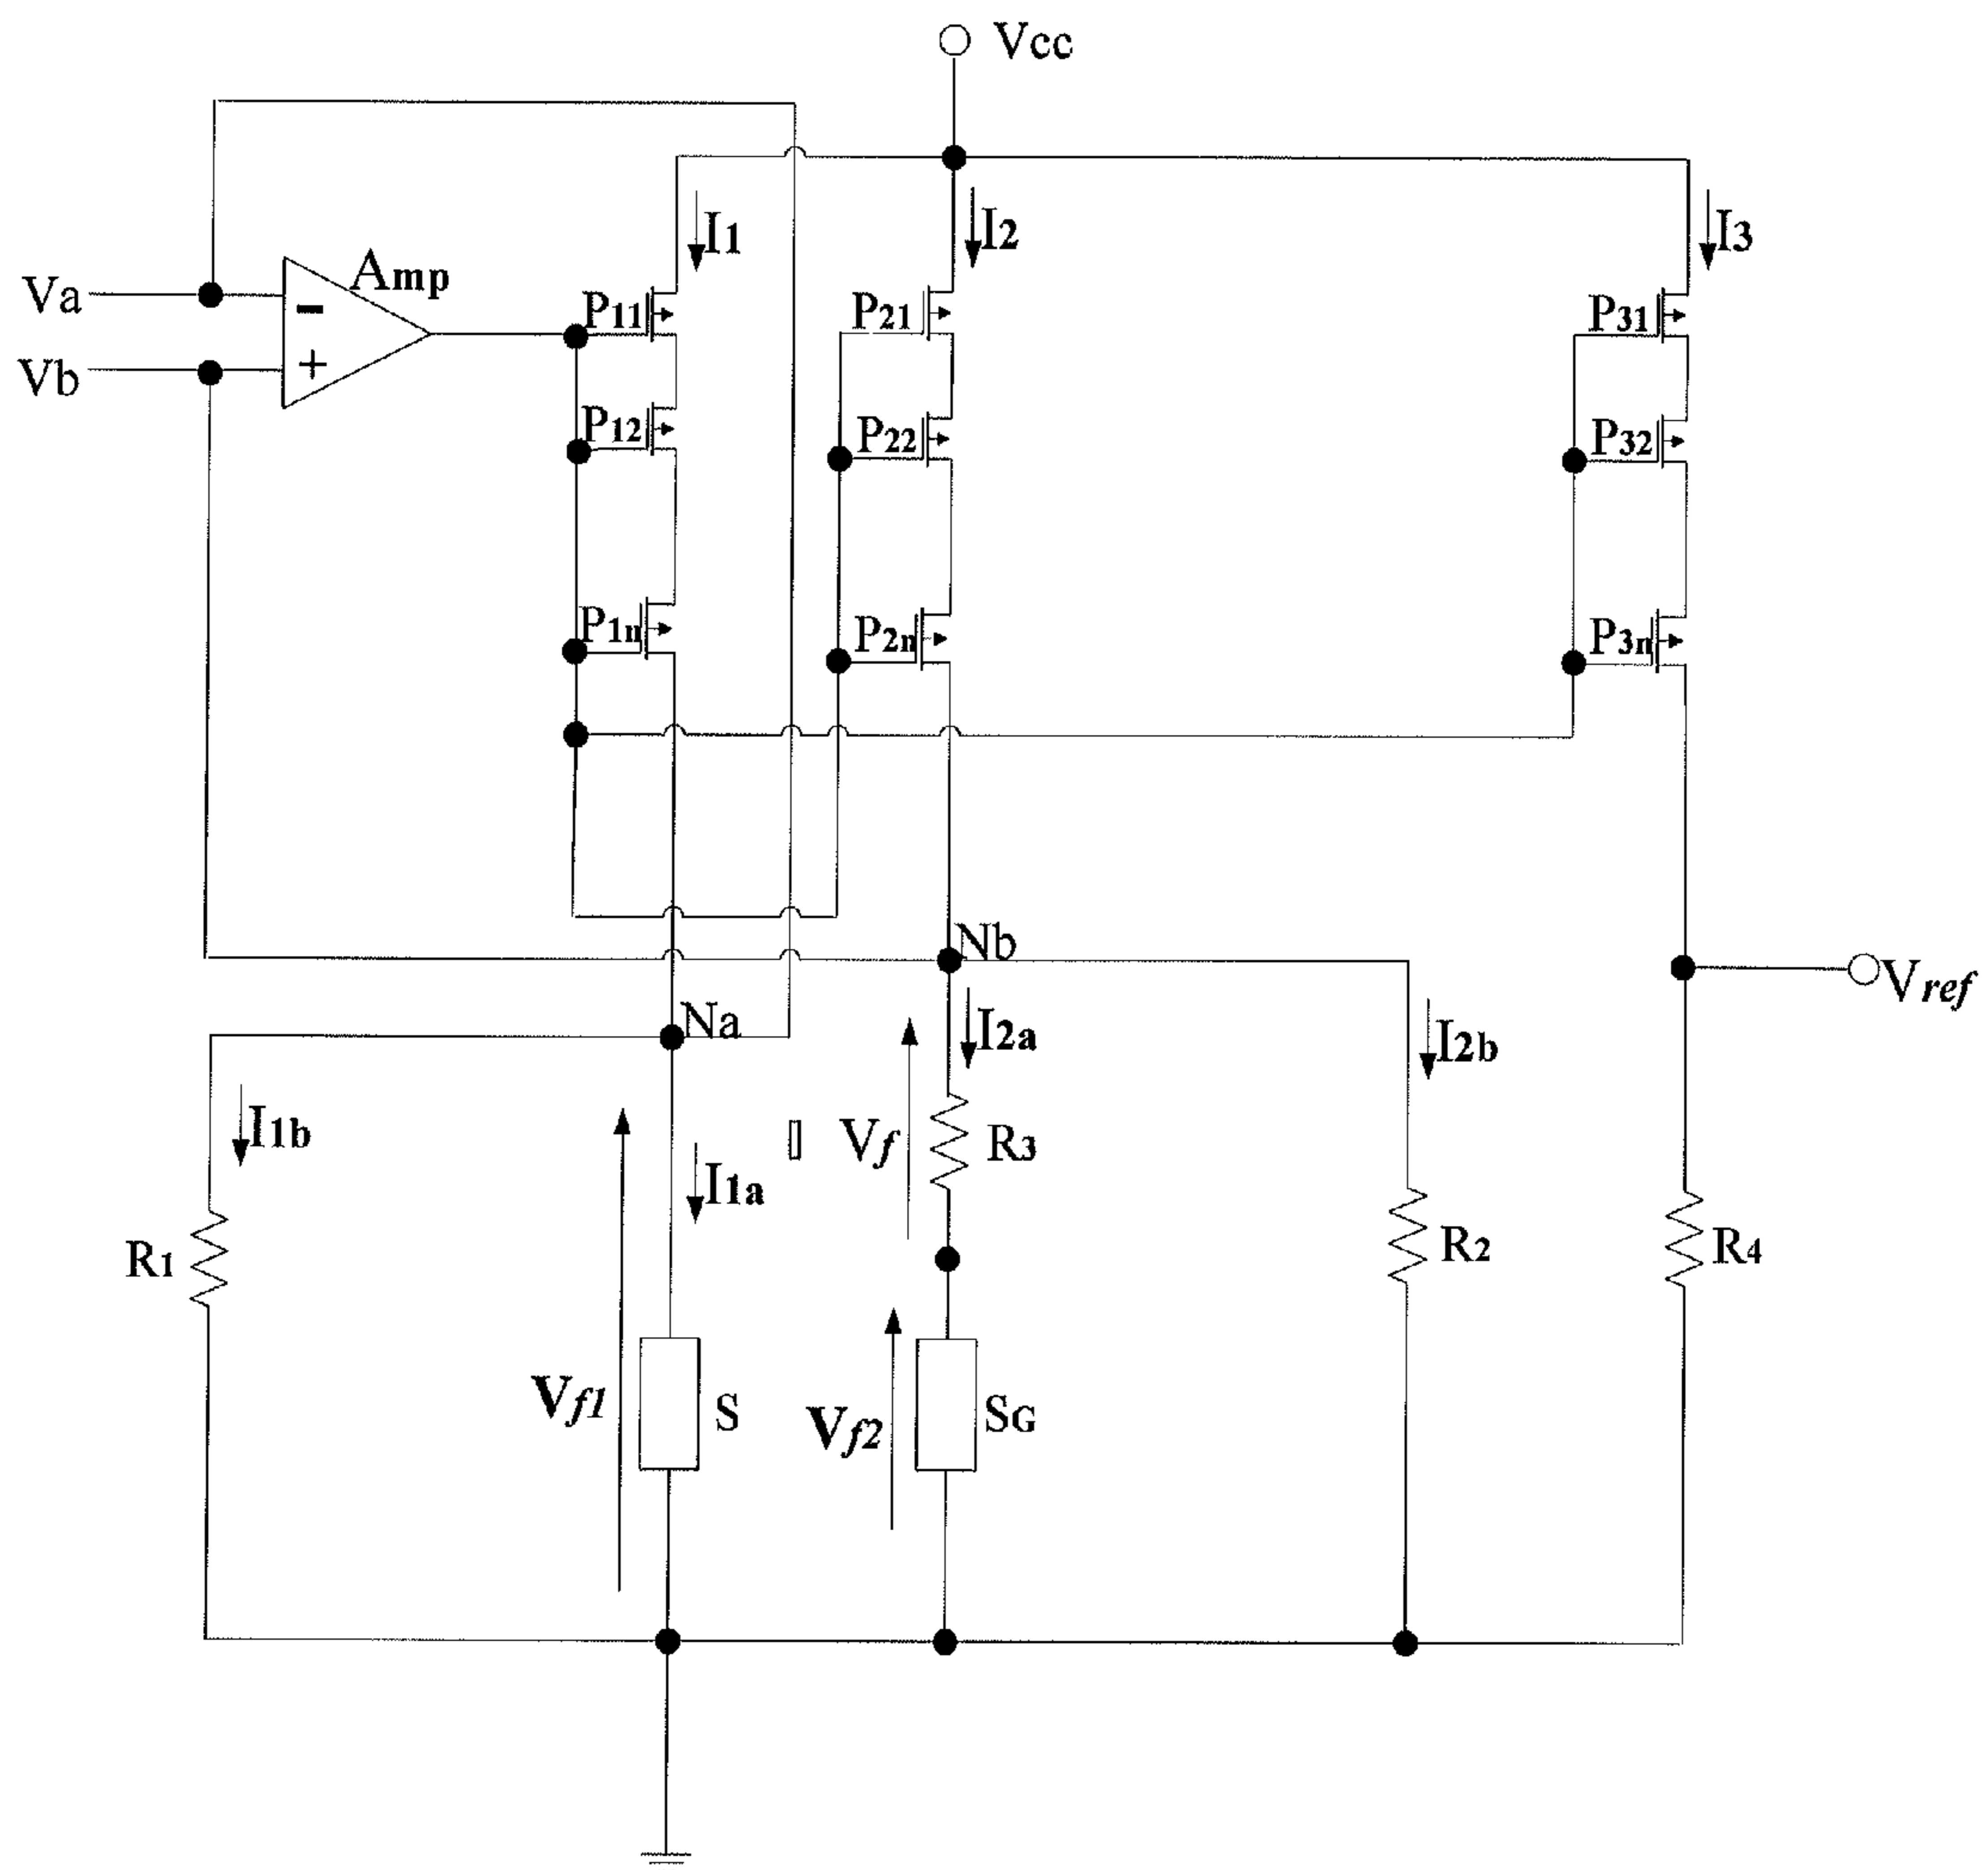 Vcc
I1
I2
I3
Va
Amp
-
Vb
+
P11
P21
P31
P12
P22
P32
P1n
P2n
P3n
Nb
Vref
Na
I2a
I2b
I1b
Vf
R3
I1a
R1
R2
R4
Vf1
S
Vf2
SG